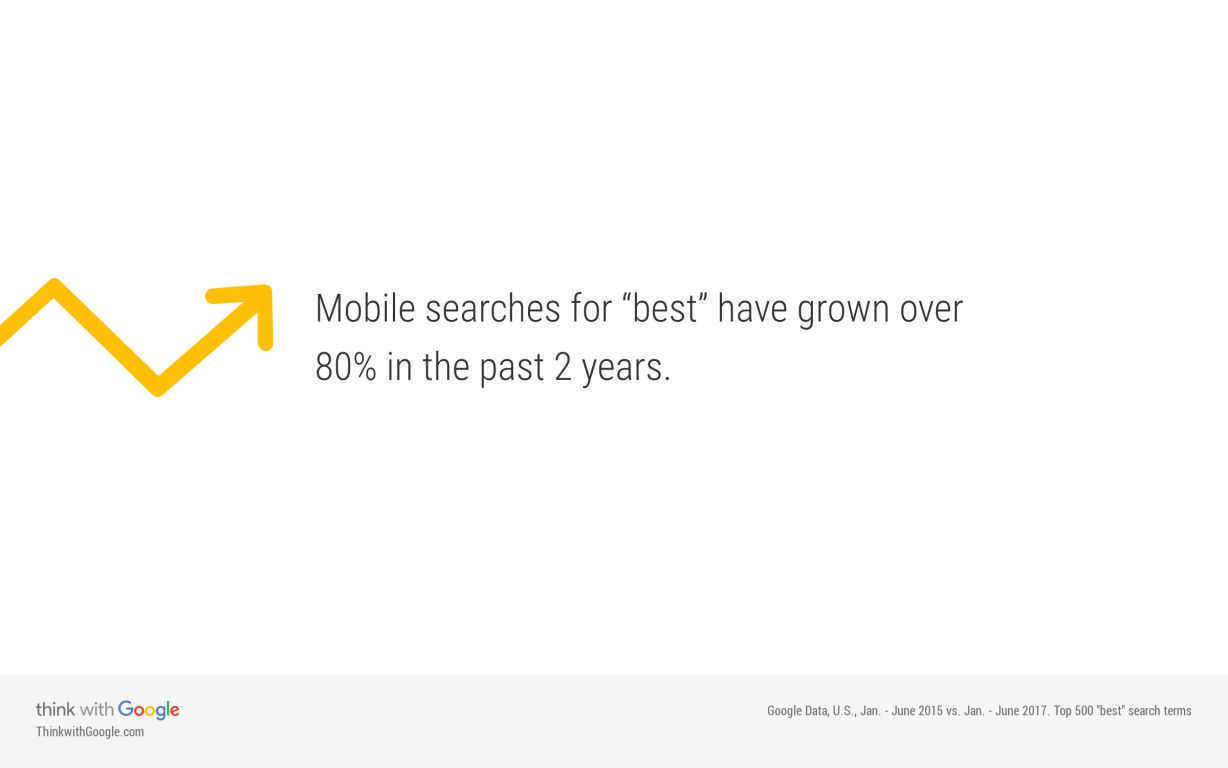 Mobile searches for “best” have grown over
80% in the past 2 years.
think with Google
ThinkwithGoogle.com
Google Data, U.S., Jan. - June 2015 vs. Jan. - June 2017. Top 500 "best" search terms